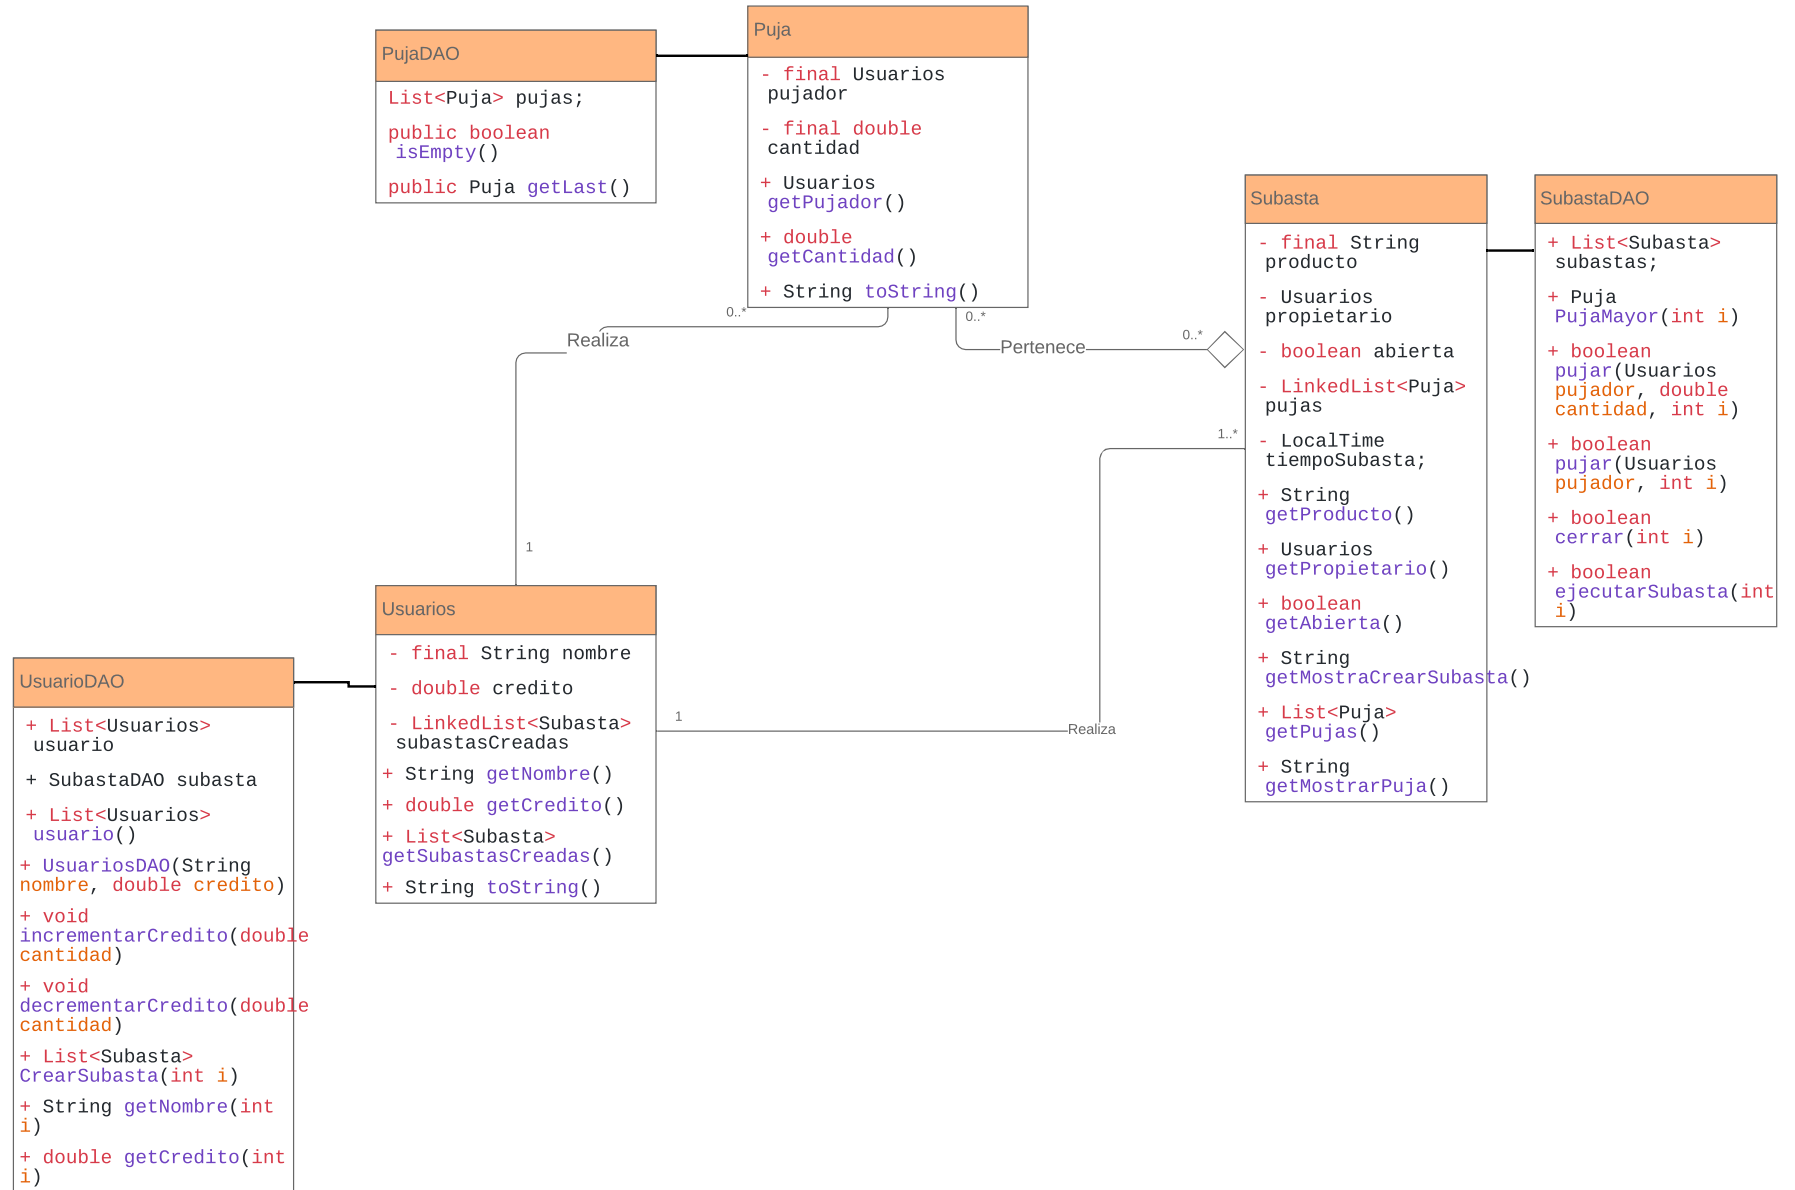 PujaDAO
List<Puja> pujas;
public boolean
isEmpty()
public Puja getLast()
Puja
- final Usuarios
pujador
- final double
cantidad
+ Usuarios
getPujador()
+ double
getCantidad()
+ String toString()
0..*
Realiza
1
0..*
Pertenece
0..*
Subasta
- final String
producto
- Usuarios
propietario
- boolean abierta
- LinkedList<Puja>
pujas
- LocalTime
tiempoSubasta;
+ String
getProducto()
+ Usuarios
getPropietario()
+ boolean
getAbierta()
+ String
getMostraCrearSubasta()
+ List<Puja>
getPujas()
+ String
getMostrarPuja()
SubastaDAO
+ List<Subasta>
subastas;
+ Puja
PujaMayor(int i)
+ boolean
pujar(Usuarios
pujador, double
cantidad, int i)
+ boolean
pujar(Usuarios
pujador, int i)
+ boolean
cerrar(int i)
+ boolean
ejecutarSubasta(int
i)
1..*
Realiza
1
Usuarios
- final String nombre
- double credito
- LinkedList<Subasta>
subastasCreadas
+ String getNombre()
+ double getCredito()
+ List<Subasta>
getSubastasCreadas()
+ String toString()
UsuarioDAO
+ List<Usuarios>
usuario
+ SubastaDAO subasta
+ List<Usuarios>
usuario()
+ UsuariosDAO(String
nombre, double credito)
+ void
incrementarCredito(double
cantidad)
+ void
decrementarCredito(double
cantidad)
+ List<Subasta>
CrearSubasta(int i)
+ String getNombre(int
i)
+ double getCredito(int
i)